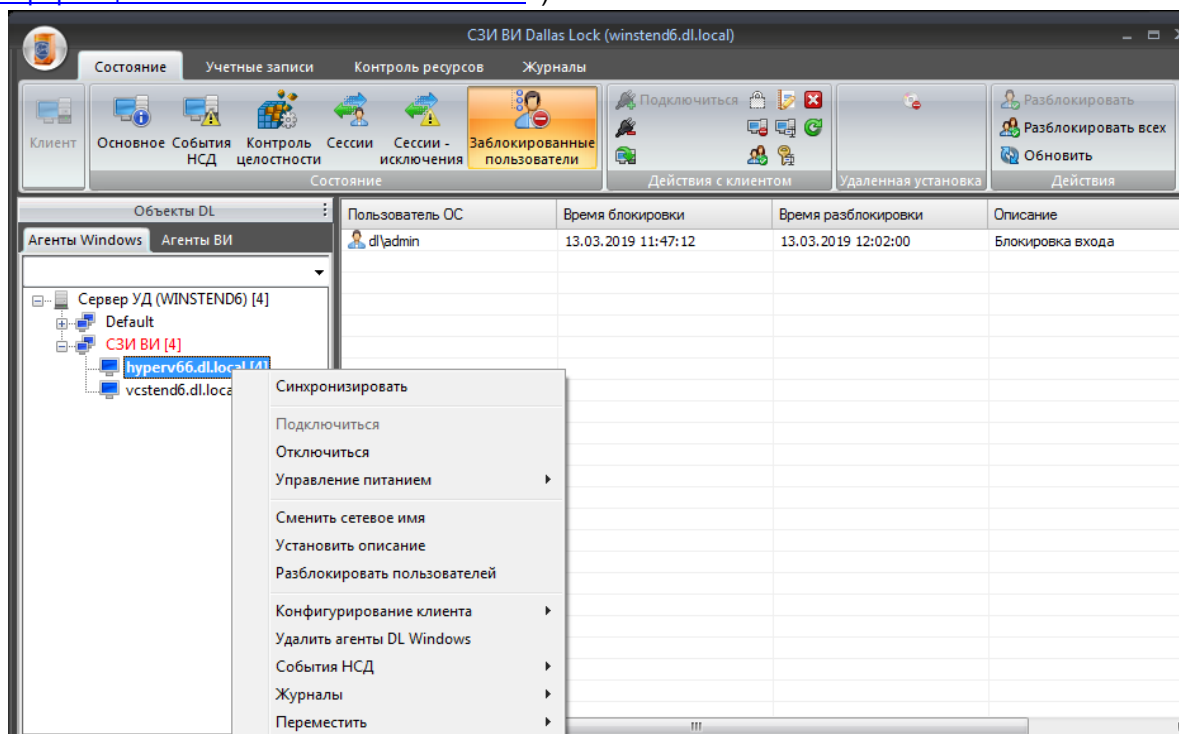 СЗИ ВИ Dallas Lock (winstend6.dl.local)
Состояние Учетные записи Контроль ресурсов Журналы
Клиент
Основное
События НСД
Контроль целостности
Сессии
Сессии - исключения
Заблокированные пользователи
Состояние
Подключиться
Действия с клиентом
Удаленная установка
Разблокировать
Разблокировать всех
Обновить
Действия
Объекты DL
Агенты Windows Агенты ВИ
Сервер УД (WINSTEND6) [4]
Default
СЗИ ВИ [4]
hyperv66.dl.local [4]
vcstend6.dl.loca
Пользователь ОС Время блокировки Время разблокировки Описание
dl\admin 13.03.2019 11:47:12 13.03.2019 12:02:00 Блокировка входа
Синхронизировать
Подключиться
Отключиться
Управление питанием
Сменить сетевое имя
Установить описание
Разблокировать пользователей
Конфигурирование клиента
Удалить агенты DL Windows
События НСД
Журналы
Переместить